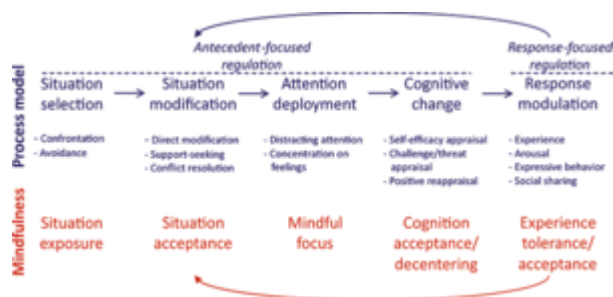 Antecedent-focused
regulation
Response-focused
regulation
Process model
Situation
selection
Situation
modification
Attention
deployment
Cognitive
change
Response
modulation
- Confrontation
- Avoidance
- Direct modification
- Support-seeking
- Conflict resolution
- Distracting attention
- Concentration on
feelings
- Self-efficacy appraisal
- Challenge/threat
appraisal
- Positive reappraisal
- Experience
- Arousal
- Expressive behavior
- Social sharing
Mindfulness
Situation
exposure
Situation
acceptance
Mindful
focus
Cognition
acceptance/
decentering
Experience
tolerance/
acceptance